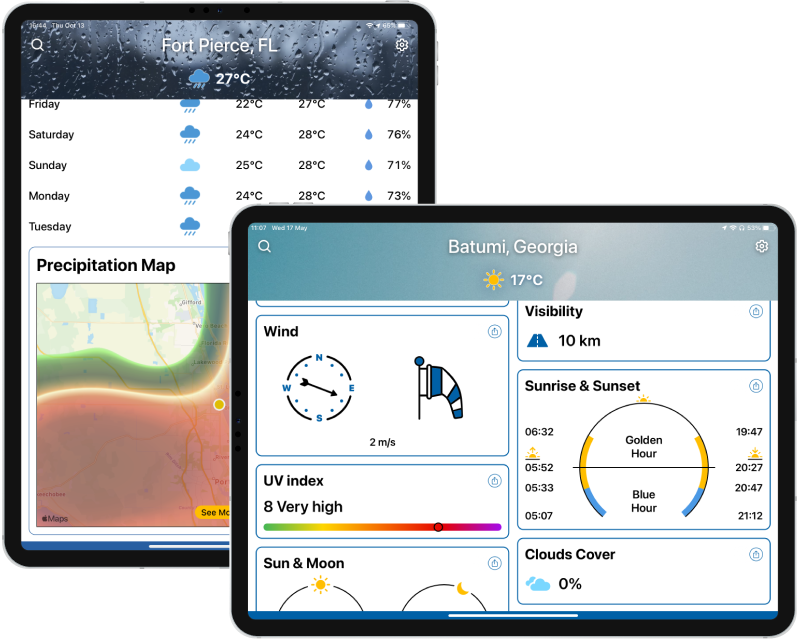 16:44 Thu Oct 13
65%
Fort Pierce, FL
27°C
Friday 22°C 27°C 77%
Saturday 24°C 28°C 76%
Sunday 25°C 28°C 71%
Monday 24°C 28°C 73%
Tuesday
Precipitation Map
Gifford
Vero Beach
Maps
See Mo
11:07 Wed 17 May
53%
Batumi, Georgia
17°C
Wind
N
W E
S
2 m/s
UV index
8 Very high
Sun & Moon
Visibility
10 km
Sunrise & Sunset
06:32 19:47
Golden
Hour
05:52 20:27
05:33 20:47
Blue
Hour
05:07 21:12
Clouds Cover
0%